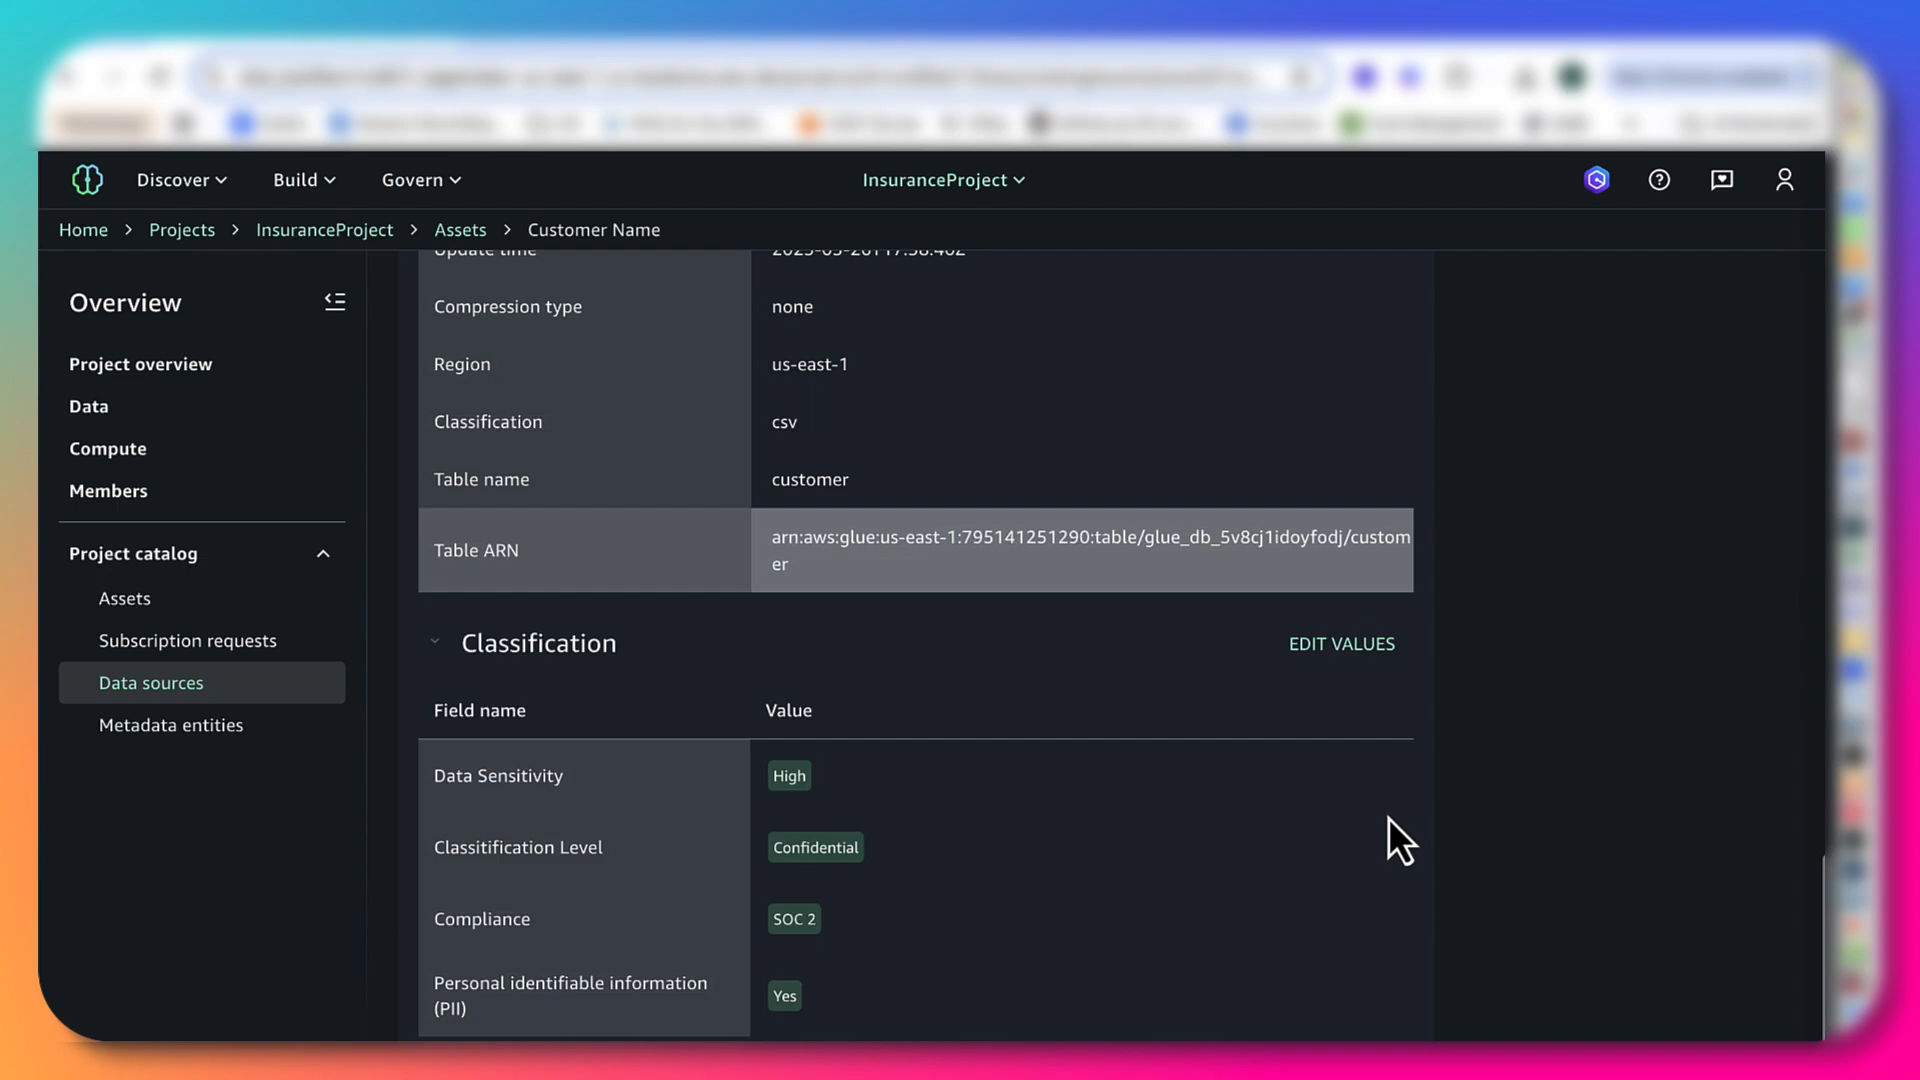 Discover Build Govern InsuranceProject
Home > Projects > InsuranceProject > Assets > Customer Name
Overview
Project overview
Data
Compute
Members
Project catalog
Assets
Subscription requests
Data sources
Metadata entities
Update time
Compression type none
Region us-east-1
Classification csv
Table name customer
Table ARN arn:aws:glue:us-east-1:795141251290:table/glue_db_5v8cj1idoyfodj/custom
er
Classification EDIT VALUES
Field name Value
Data Sensitivity High
Classitification Level Confidential
Compliance SOC 2
Personal identifiable information
(PII) Yes